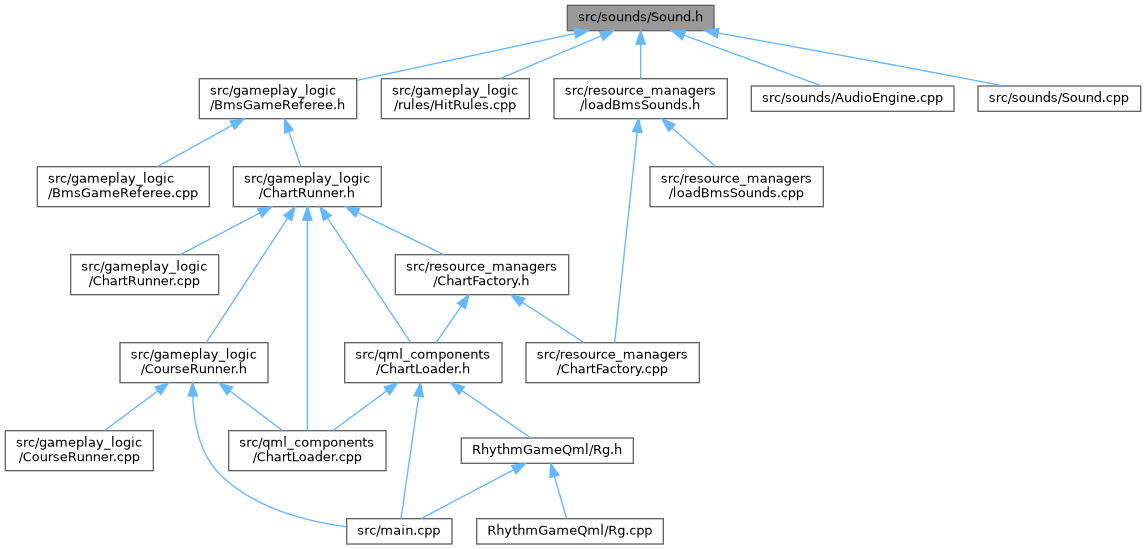 src/sounds/Sound.h
src/gameplay_logic
/BmsGameReferee.h
src/gameplay_logic
/rules/HitRules.cpp
src/resource_managers
/loadBmsSounds.h
src/sounds/AudioEngine.cpp
src/sounds/Sound.cpp
src/gameplay_logic
/BmsGameReferee.cpp
src/gameplay_logic
/ChartRunner.h
src/resource_managers
/loadBmsSounds.cpp
src/gameplay_logic
/ChartRunner.cpp
src/resource_managers
/ChartFactory.h
src/gameplay_logic
/CourseRunner.h
src/qml_components
/ChartLoader.h
src/resource_managers
/ChartFactory.cpp
src/gameplay_logic
/CourseRunner.cpp
src/qml_components
/ChartLoader.cpp
RhythmGameQml/Rg.h
src/main.cpp
RhythmGameQml/Rg.cpp